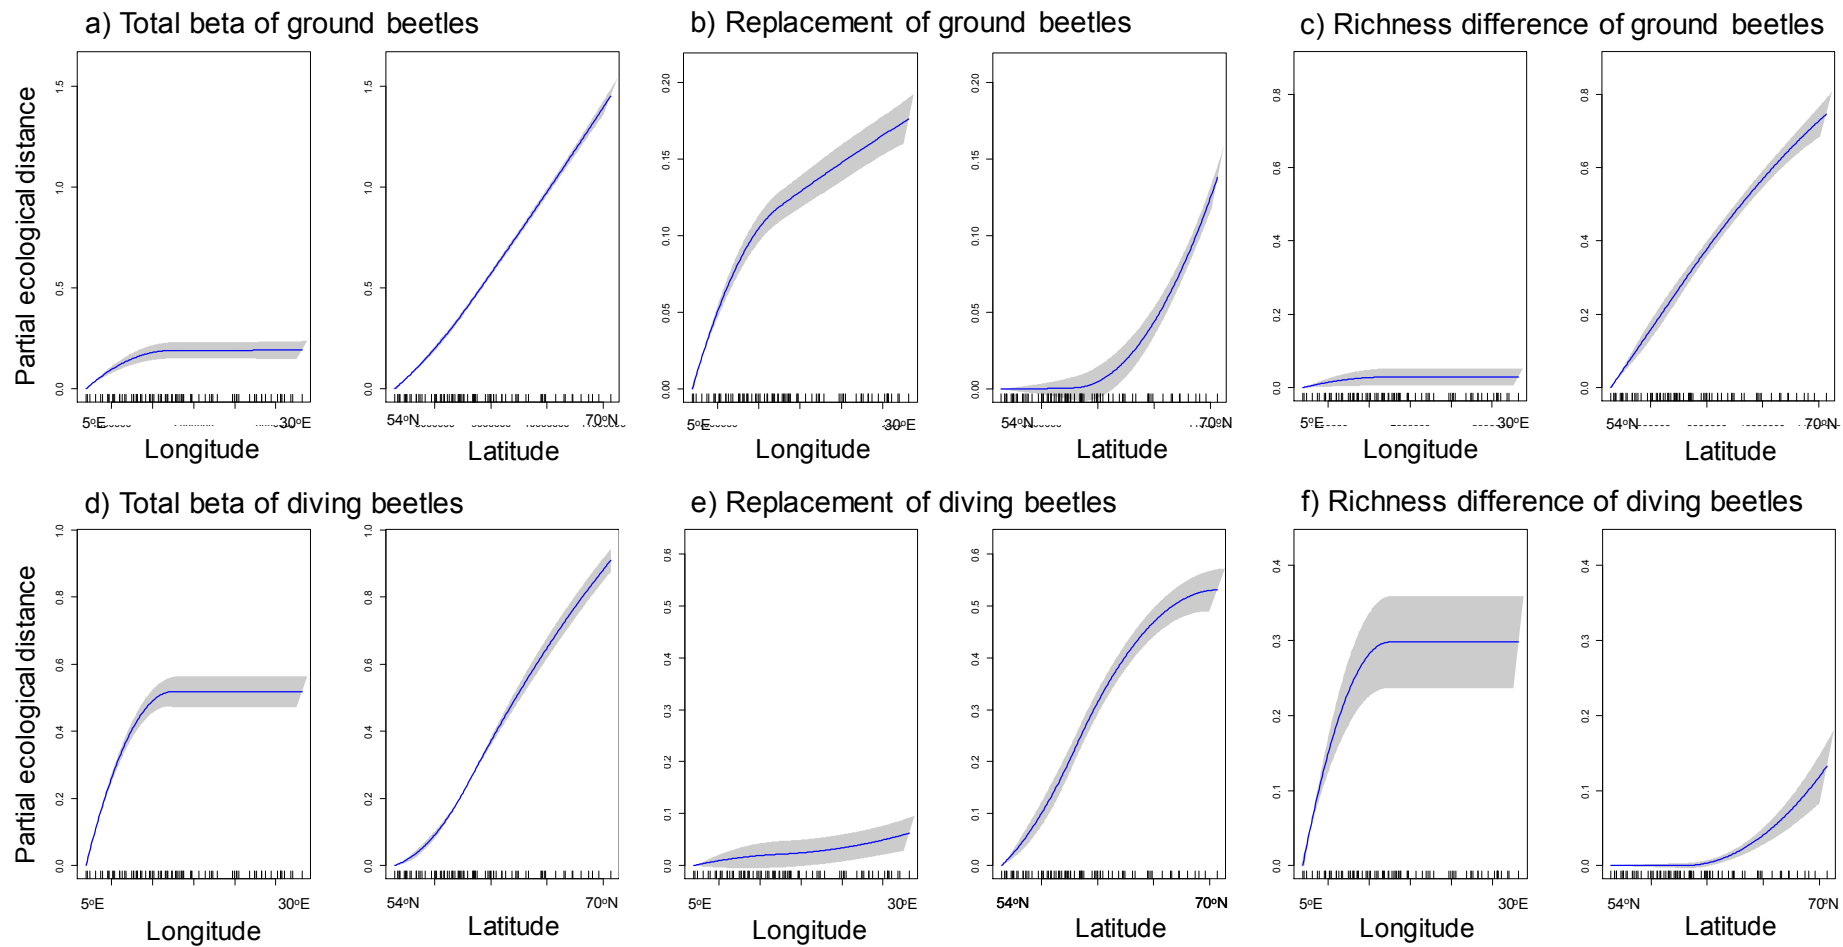 a) Total beta of ground beetles
b) Replacement of ground beetles
c) Richness difference of ground beetles
Partial ecological distance
0.0 0.5 1.0 1.5
0.0 0.5 1.0 1.5
0.00 0.05 0.10 0.15 0.20
0.00 0.05 0.10 0.15 0.20
0.0 0.2 0.4 0.6 0.8
0.0 0.2 0.4 0.6 0.8
5ºE 30ºE
54ºN 70ºN
5ºE 30ºE
54ºN 70ºN
5ºE 30ºE
54ºN 70ºN
Longitude
Latitude
Longitude
Latitude
Longitude
Latitude
d) Total beta of diving beetles
e) Replacement of diving beetles
f) Richness difference of diving beetles
Partial ecological distance
0.0 0.2 0.4 0.6 0.8 1.0
0.0 0.2 0.4 0.6 0.8 1.0
0.0 0.1 0.2 0.3 0.4 0.5 0.6
0.0 0.1 0.2 0.3 0.4 0.5 0.6
0.0 0.1 0.2 0.3 0.4
0.0 0.1 0.2 0.3 0.4
5ºE 30ºE
54ºN 70ºN
5ºE 30ºE
54ºN 70ºN
5ºE 30ºE
54ºN 70ºN
Longitude
Latitude
Longitude
Latitude
Longitude
Latitude